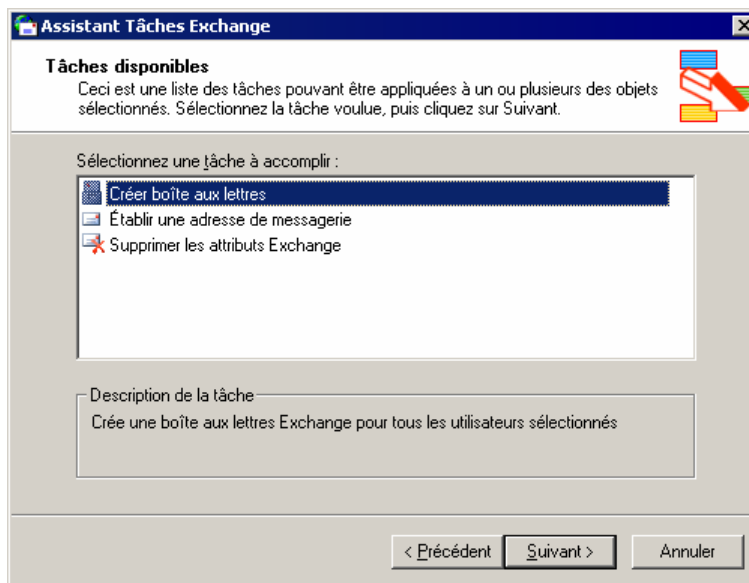 Assistant Tâches Exchange
Tâches disponibles
Ceci est une liste des tâches pouvant être appliquées à un ou plusieurs des objets
sélectionnés. Sélectionnez la tâche voulue, puis cliquez sur Suivant.
Sélectionnez une tâche à accomplir :
Créer boîte aux lettres
Établir une adresse de messagerie
Supprimer les attributs Exchange
Description de la tâche
Crée une boîte aux lettres Exchange pour tous les utilisateurs sélectionnés
< Précédent Suivant > Annuler